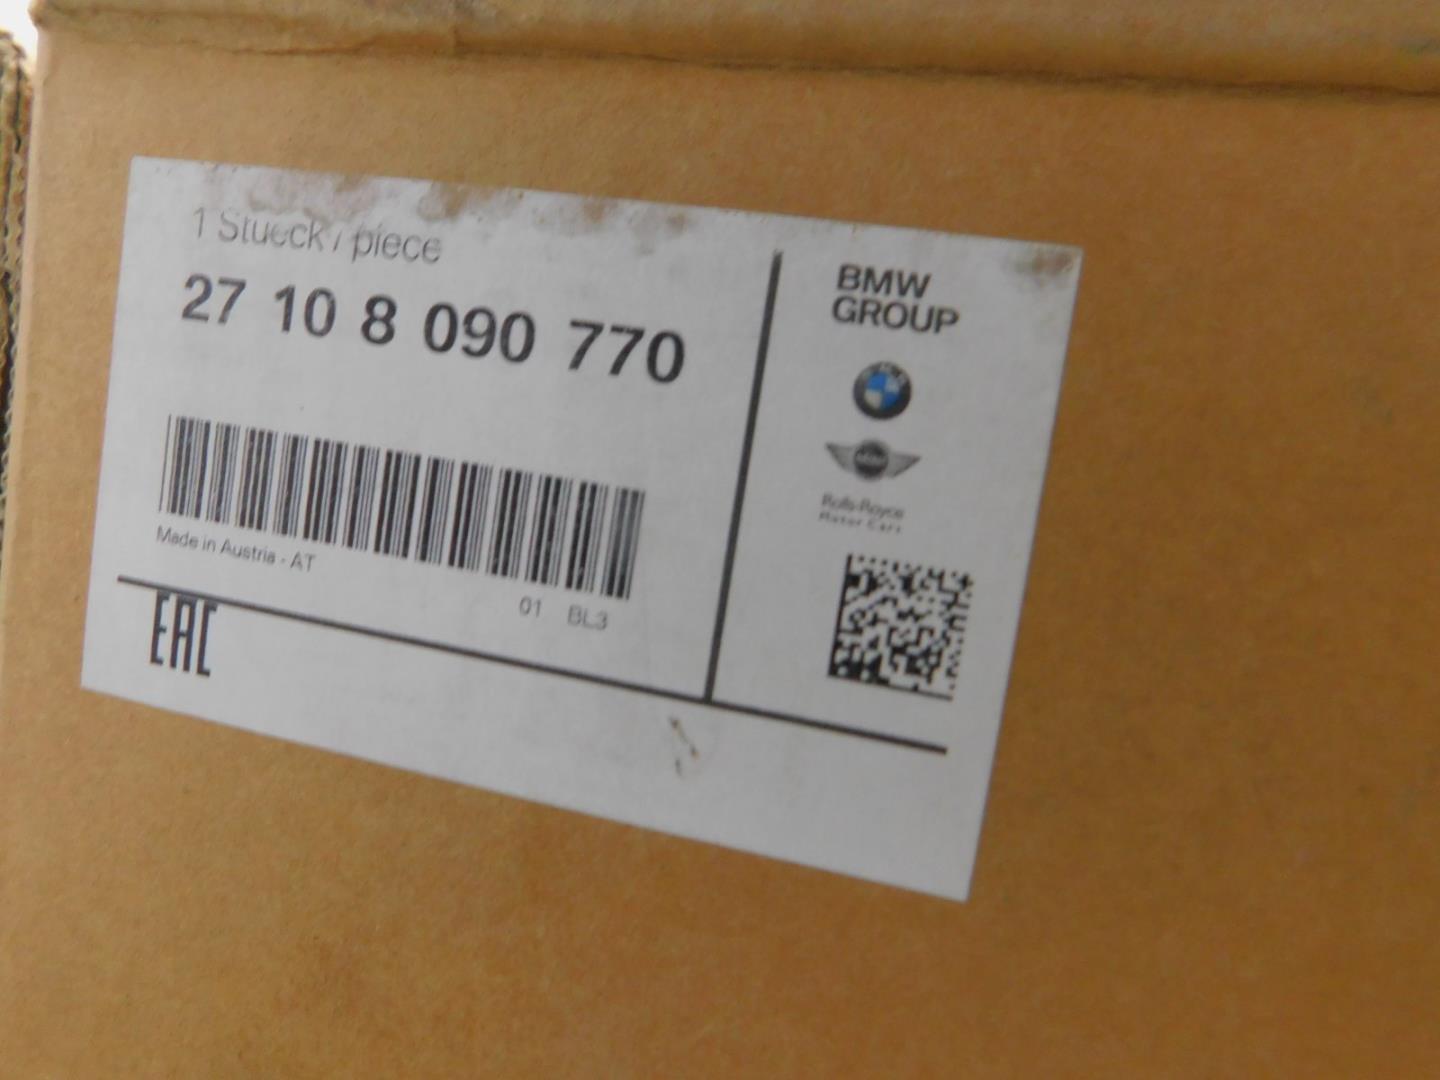 1 Stueck / piece
27 10 8 090 770
Made in Austria - AT
01 BL3
EAC
BMW
GROUP
Rolls-Royce
Motor Cars